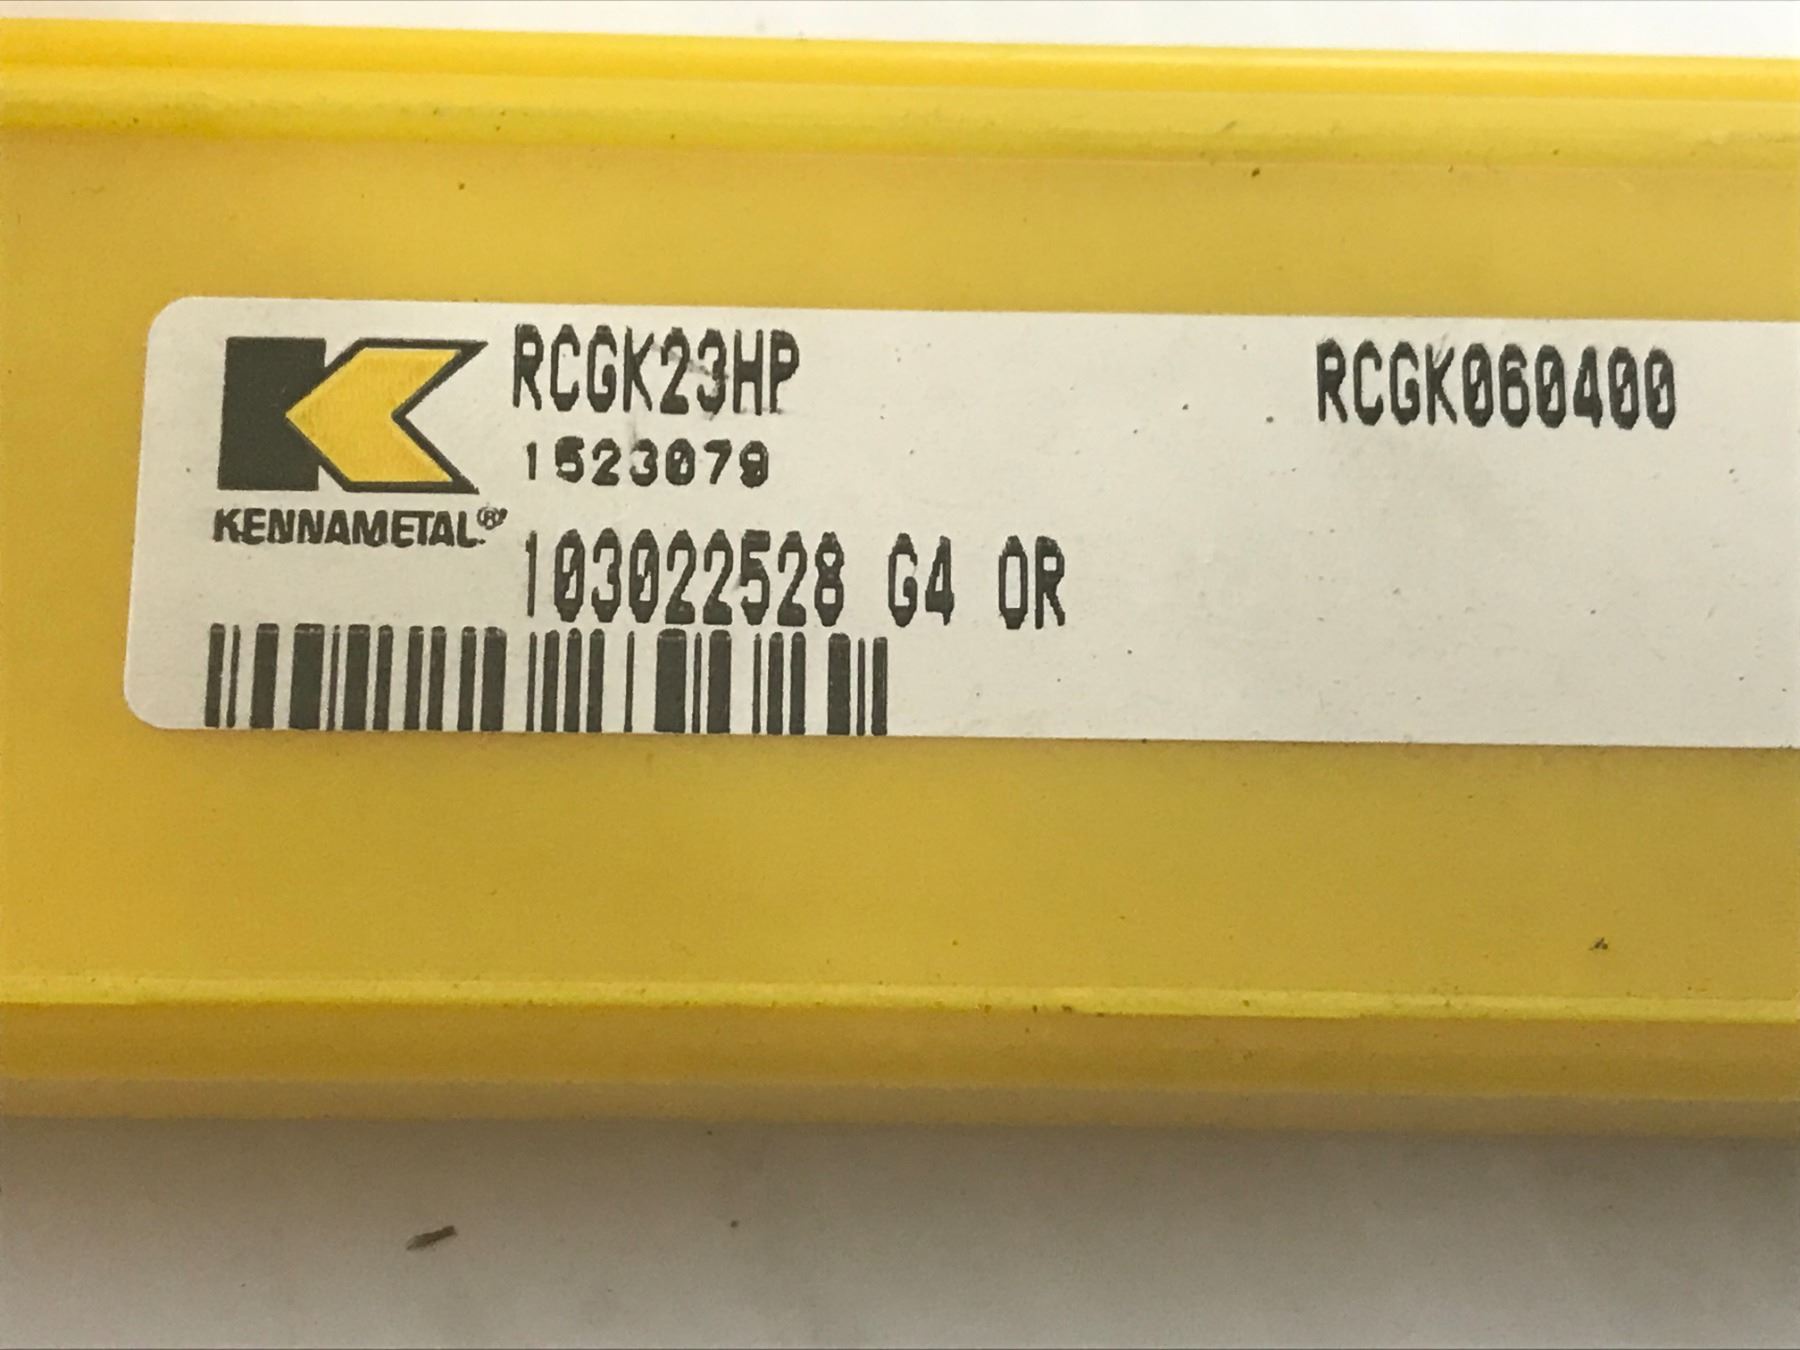 RCGK23HP RCGK060400
1523079
KENNAMETAL®
103022528 G4 OR